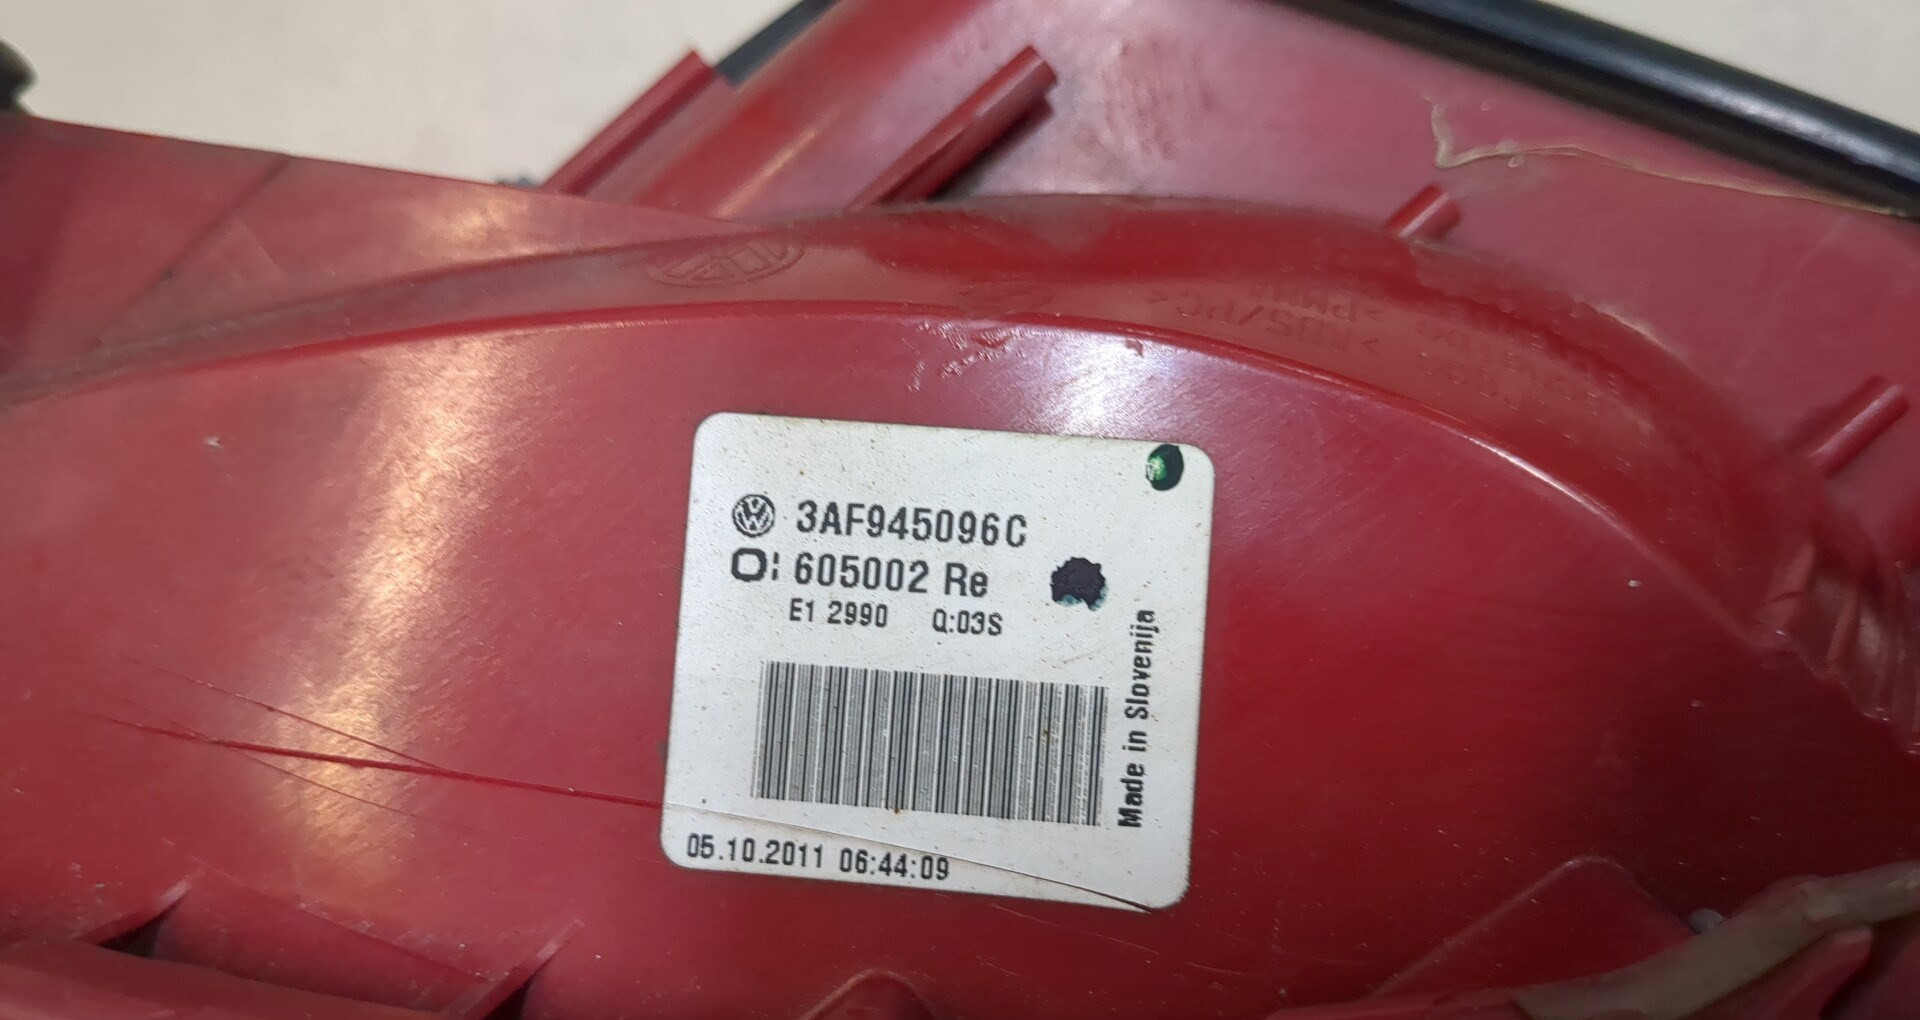 3AF945096C
O: 605002 Re
E1 2990 Q:03S
Made in Slovenija
05.10.2011 06:44:09